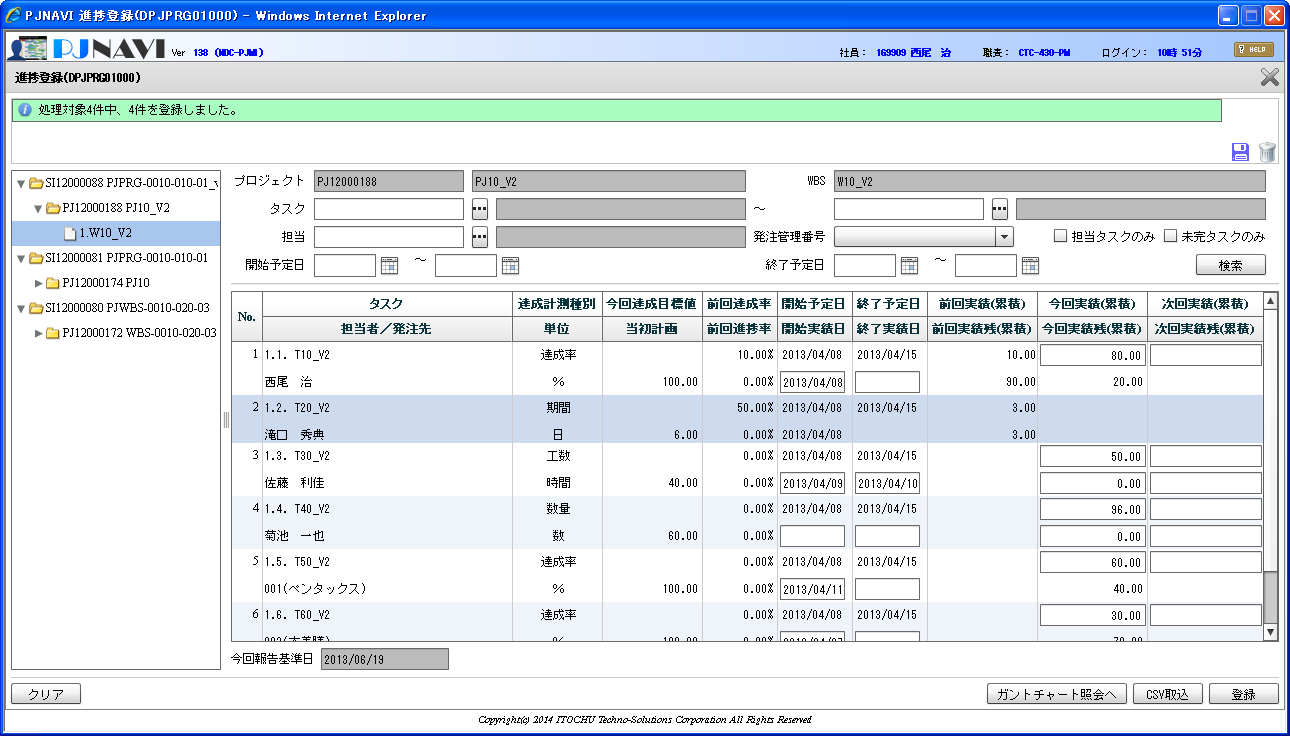 PJNAVI 進捗登録(DPJPRG01000) - Windows Internet Explorer
PJNAVI Ver 138 (NDC-PJMI) 社員： 169909 西尾　治 職責： CTC-430-PM ログイン： 10時 51分 HELP
進捗登録(DPJPRG01000)
処理対象4件中、4件を登録しました。
SI12000088 PJPRG-0010-010-01_v
PJ12000188 PJ10_V2
1.W10_V2
SI12000081 PJPRG-0010-010-01
PJ12000174 PJ10
SI12000080 PJWBS-0010-020-03
PJ12000172 WBS-0010-020-03
プロジェクト PJ12000188 PJ10_V2 WBS W10_V2
タスク ～
担当 発注管理番号 担当タスクのみ 未完タスクのみ
開始予定日 ～ 終了予定日 ～ 検索
No. タスク 達成計測種別 今回達成目標値 前回達成率 開始予定日 終了予定日 前回実績(累積) 今回実績(累積) 次回実績(累積)
担当者／発注先 単位 当初計画 前回進捗率 開始実績日 終了実績日 前回実績残(累積) 今回実績残(累積) 次回実績残(累積)
1 1.1. T10_V2 達成率 10.00% 2013/04/08 2013/04/15 10.00 80.00
西尾　治 % 100.00 0.00% 2013/04/08 90.00 20.00
2 1.2. T20_V2 期間 50.00% 2013/04/08 2013/04/15 3.00
滝口　秀典 日 6.00 0.00% 2013/04/08 3.00
3 1.3. T30_V2 工数 0.00% 2013/04/08 2013/04/15 50.00
佐藤　利佳 時間 40.00 0.00% 2013/04/09 2013/04/10 0.00
4 1.4. T40_V2 数量 0.00% 2013/04/08 2013/04/15 96.00
菊池　一也 数 60.00 0.00% 0.00
5 1.5. T50_V2 達成率 0.00% 2013/04/08 2013/04/15 60.00
001(ペンタックス) % 100.00 0.00% 2013/04/11 40.00
6 1.6. T60_V2 達成率 0.00% 2013/04/08 2013/04/15 30.00
今回報告基準日 2013/06/19
クリア ガントチャート照会へ CSV取込 登録
Copyright(c) 2014 ITOCHU Techno-Solutions Corporation All Rights Reserved